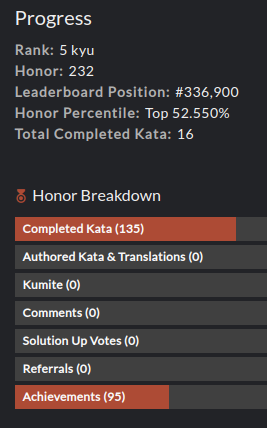 Progress
Rank: 5 kyu
Honor: 232
Leaderboard Position: #336,900
Honor Percentile: Top 52.550%
Total Completed Kata: 16
Honor Breakdown
Completed Kata (135)
Authored Kata & Translations (0)
Kumite (0)
Comments (0)
Solution Up Votes (0)
Referrals (0)
Achievements (95)